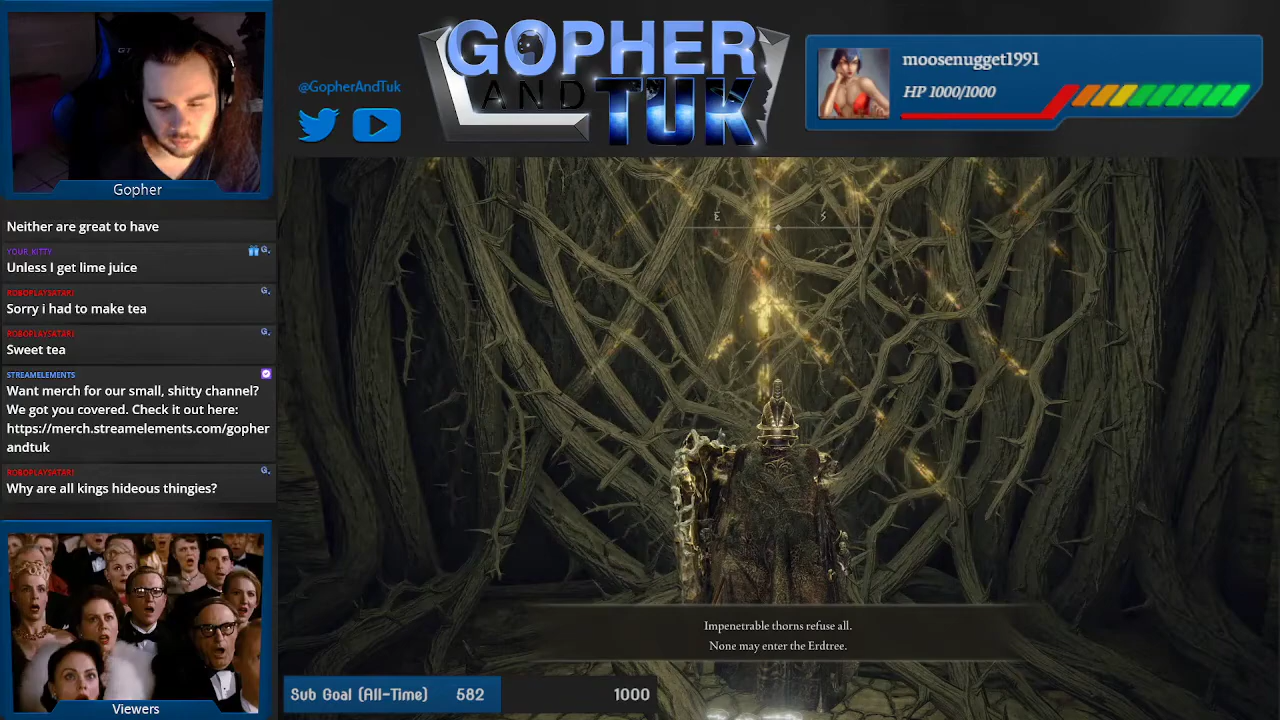 GOPHER
AND TUK
@GopherAndTuk
moosenugget1991
HP 1000/1000
Gopher
Neither are great to have
YOUR_KITTY
G.
Unless I get lime juice
ROBOPLAYSATARI
G.
Sorry i had to make tea
ROBOPLAYSATARI
G.
Sweet tea
STREAMELEMENTS
Want merch for our small, shitty channel?
We got you covered. Check it out here:
https://merch.streamelements.com/gopher
andtuk
ROBOPLAYSATARI
G.
Why are all kings hideous thingies?
E
S
Impenetrable thorns refuse all.
None may enter the Erdtree.
Sub Goal (All-Time) 582 1000
Viewers